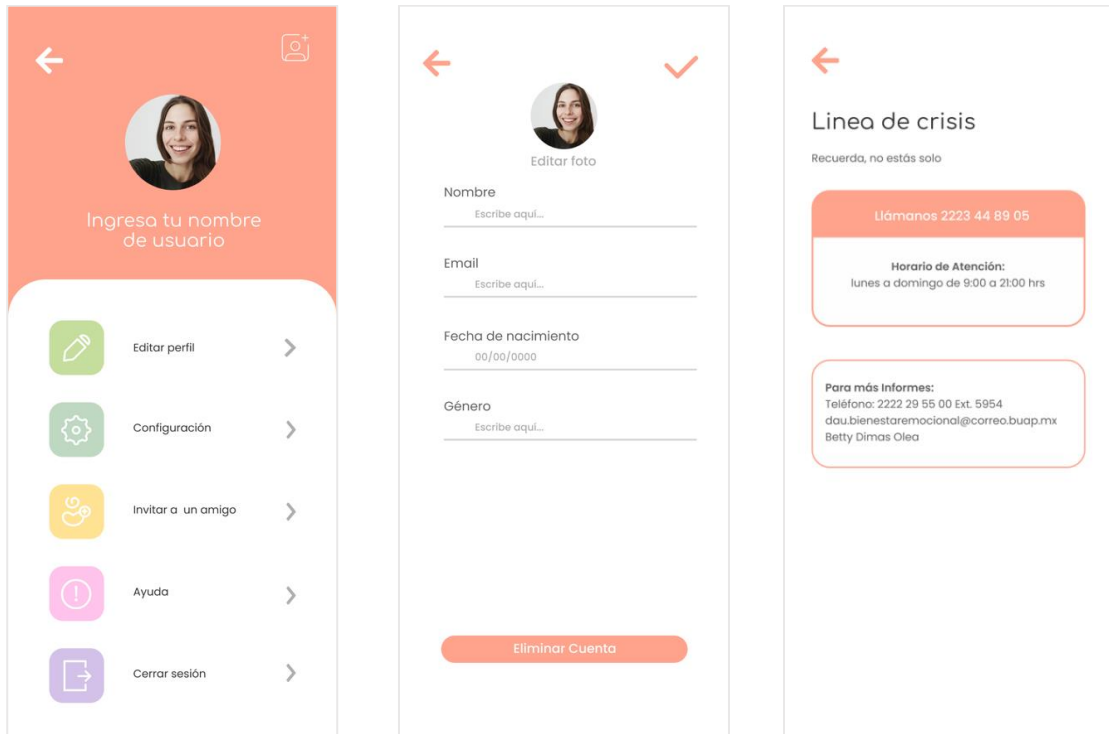 Ingresa tu nombre
de usuario
Editar perfil
Configuración
Invitar a un amigo
Ayuda
Cerrar sesión
Editar foto
Nombre
Escribe aquí...
Email
Escribe aquí...
Fecha de nacimiento
00/00/0000
Género
Escribe aquí...
Eliminar Cuenta
Linea de crisis
Recuerda, no estás solo
Llámanos 2223 44 89 05
Horario de Atención:
lunes a domingo de 9:00 a 21:00 hrs
Para más Informes:
Teléfono: 2222 29 55 00 Ext. 5954
dau.bienestaremocional@correo.buap.mx
Betty Dimas Olea